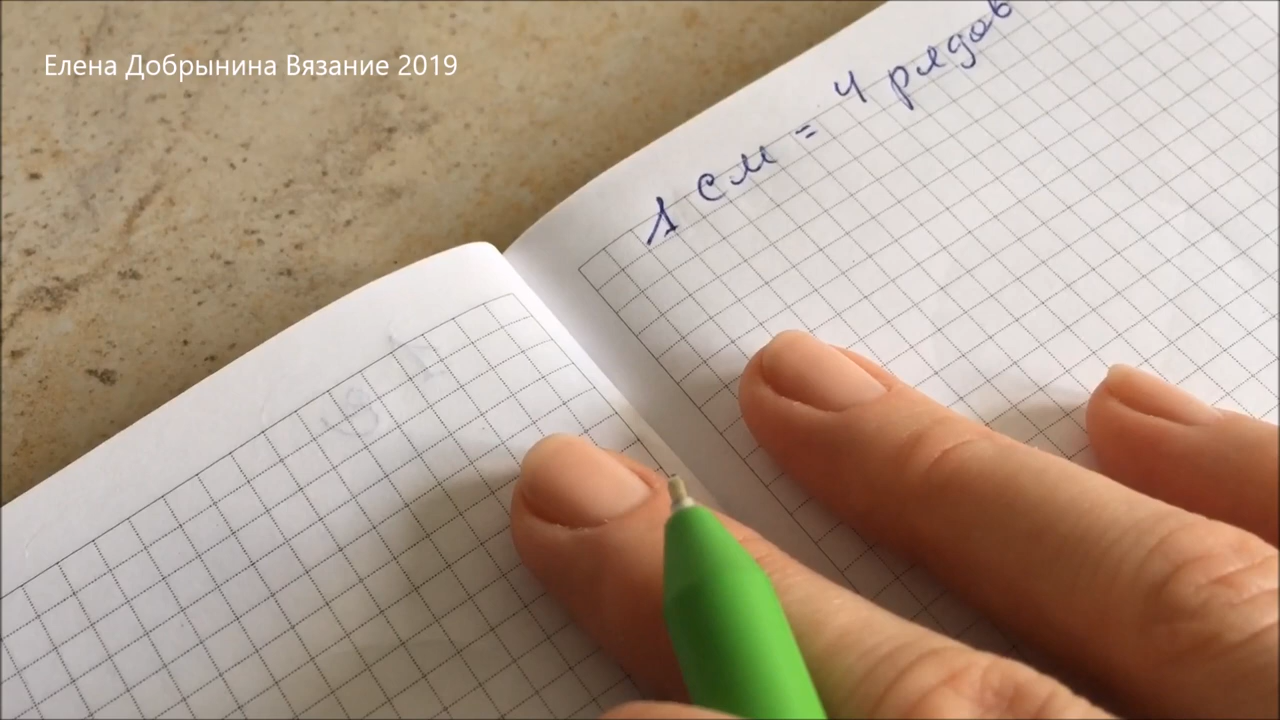 Елена Добрынина Вязание 2019
1 см = 4 рядов